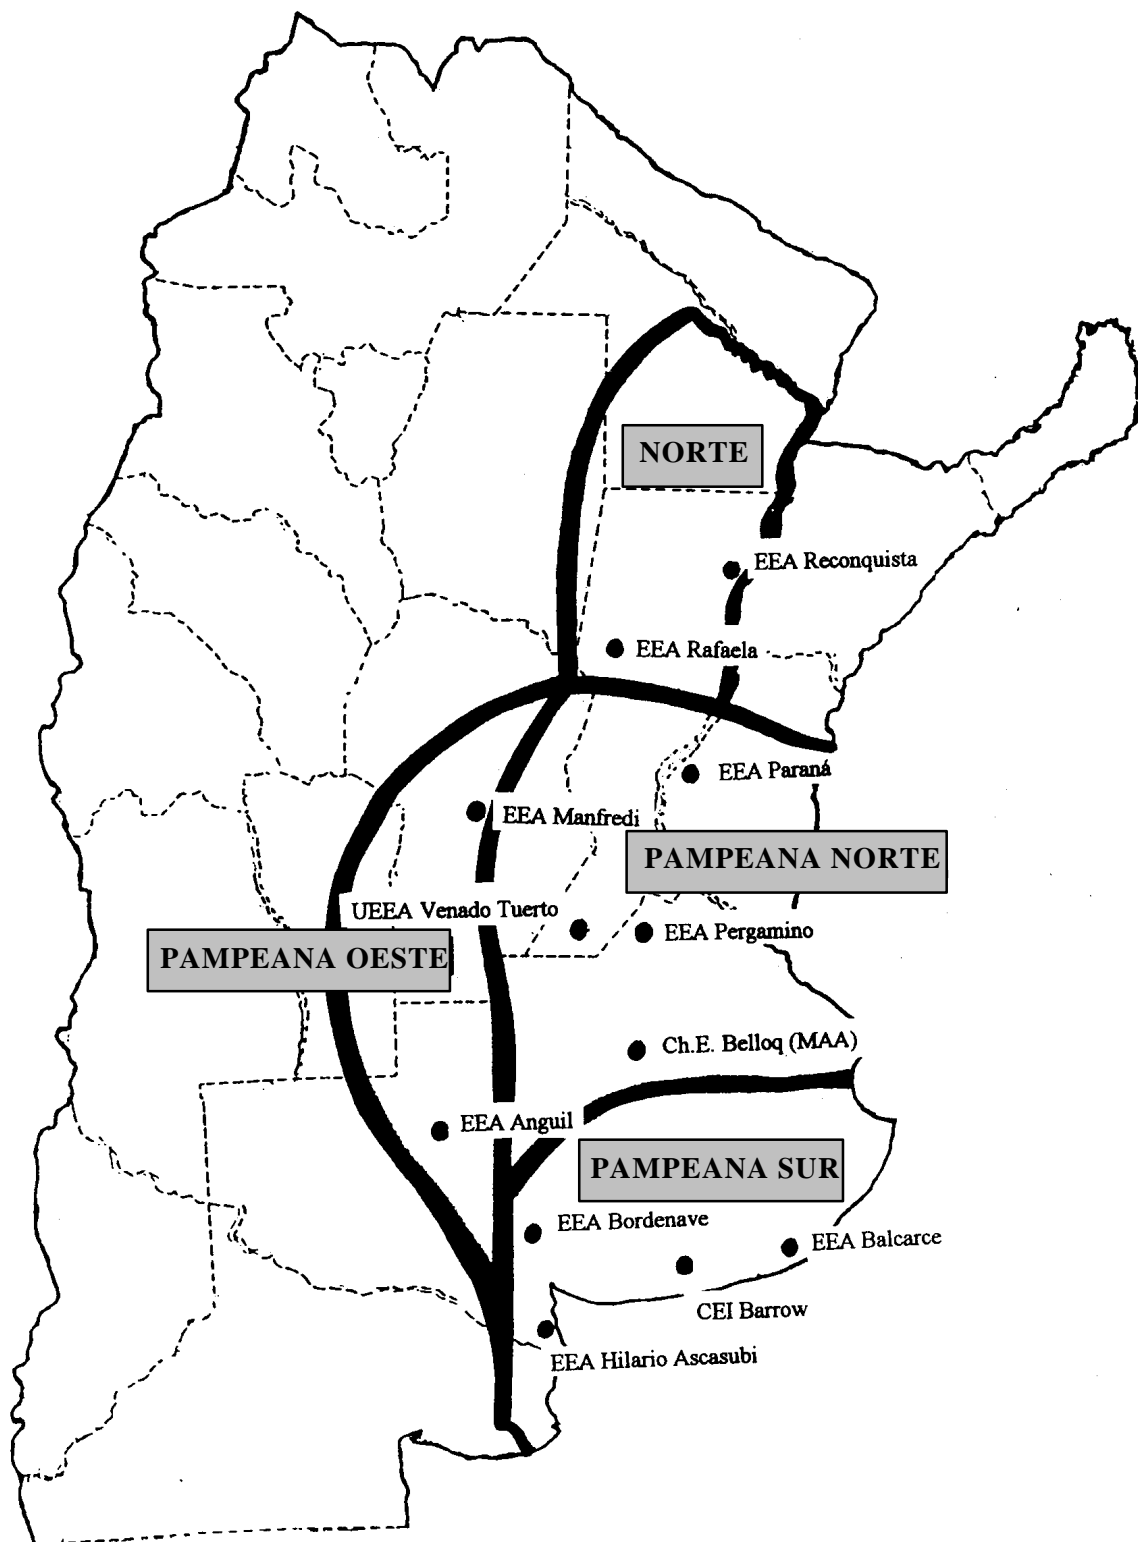 NORTE
EEA Reconquista
EEA Rafaela
EEA Paraná
EEA Manfredi
PAMPEANA NORTE
UEEA Venado Tuerto
EEA Pergamino
PAMPEANA OESTE
Ch.E. Belloq (MAA)
EEA Anguil
PAMPEANA SUR
EEA Bordenave
EEA Balcarce
CEI Barrow
EEA Hilario Ascasubi